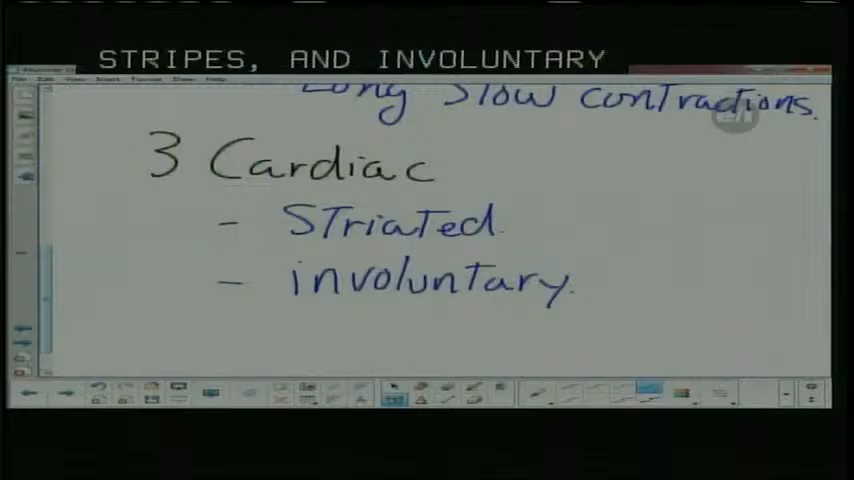 STRIPES, AND INVOLUNTARY
Long Slow contractions.
3 Cardiac
- Striated.
- involuntary.